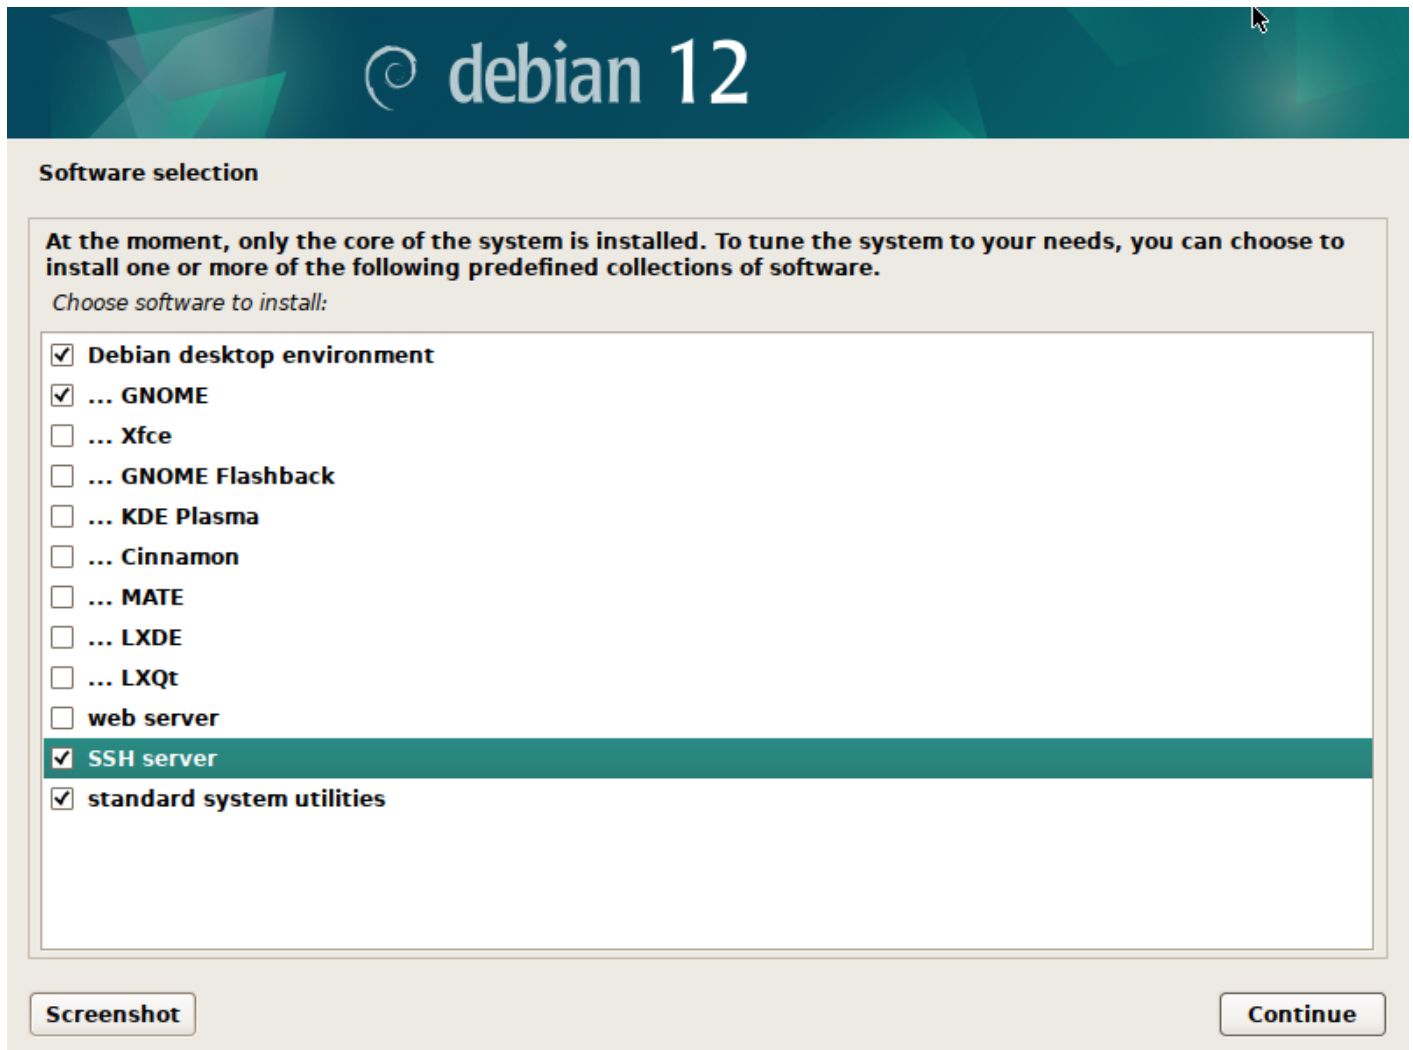 debian 12
Software selection
At the moment, only the core of the system is installed. To tune the system to your needs, you can choose to
install one or more of the following predefined collections of software.
Choose software to install:
Debian desktop environment
... GNOME
... Xfce
... GNOME Flashback
... KDE Plasma
... Cinnamon
... MATE
... LXDE
... LXQt
web server
SSH server
standard system utilities
Screenshot
Continue